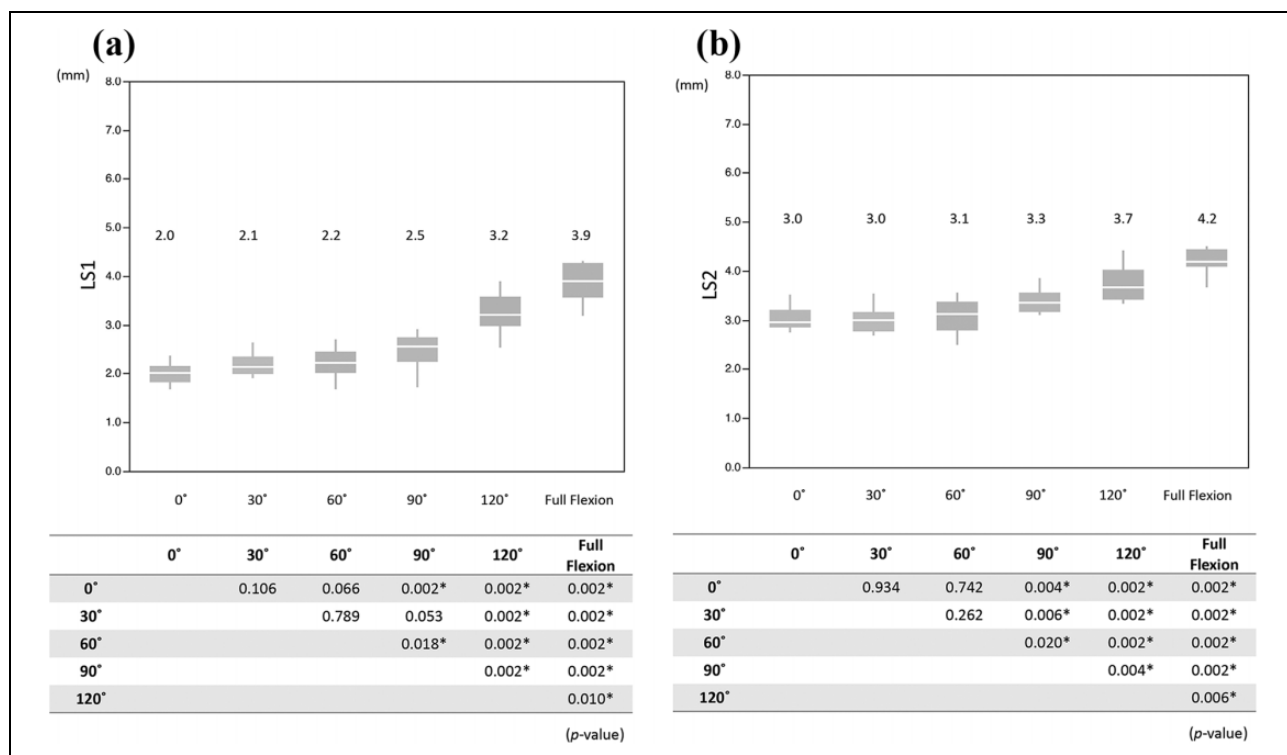 (a)
(mm)
8.0
7.0
6.0
5.0
4.0
3.0
2.0
1.0
0.0
LS1
2.0 2.1 2.2 2.5 3.2 3.9
0˚ 30˚ 60˚ 90˚ 120˚ Full Flexion
0˚ 30˚ 60˚ 90˚ 120˚ Full
Flexion
0˚ 0.106 0.066 0.002* 0.002* 0.002*
30˚ 0.789 0.053 0.002* 0.002*
60˚ 0.018* 0.002* 0.002*
90˚ 0.002* 0.002*
120˚ 0.010*
(p-value)
(b)
(mm)
8.0
7.0
6.0
5.0
4.0
3.0
2.0
1.0
0.0
LS2
3.0 3.0 3.1 3.3 3.7 4.2
0˚ 30˚ 60˚ 90˚ 120˚ Full Flexion
0˚ 30˚ 60˚ 90˚ 120˚ Full
Flexion
0˚ 0.934 0.742 0.004* 0.002* 0.002*
30˚ 0.262 0.006* 0.002* 0.002*
60˚ 0.020* 0.002* 0.002*
90˚ 0.004* 0.002*
120˚ 0.006*
(p-value)